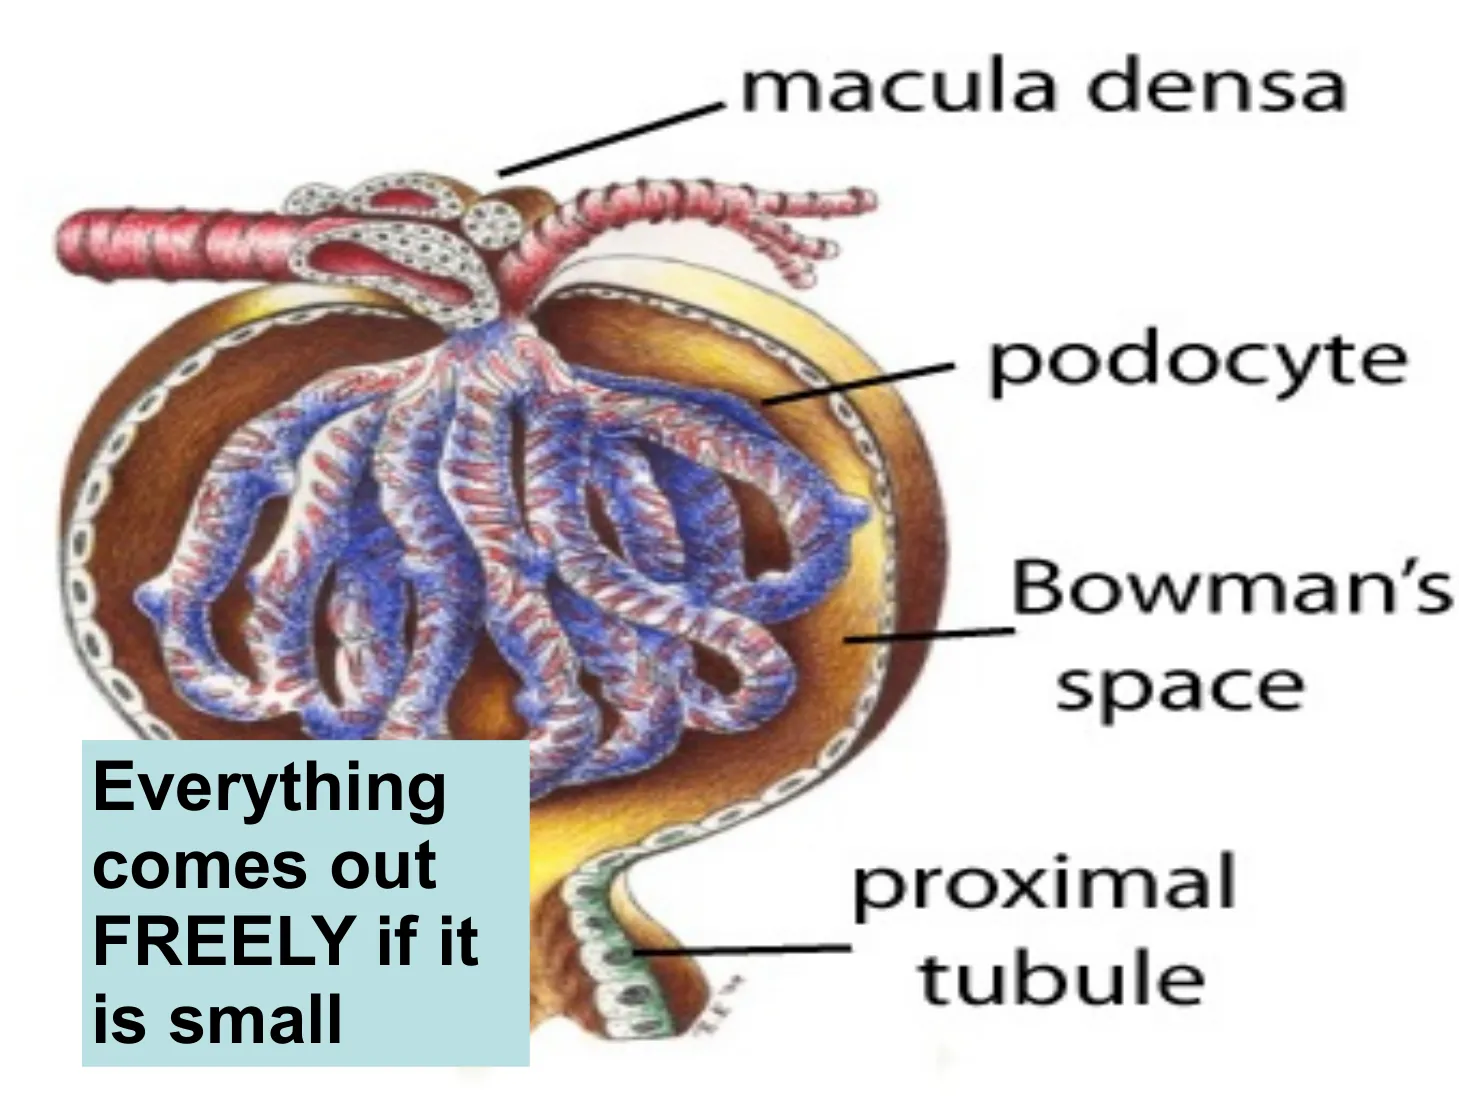 macula densa
podocyte
Bowman's
space
proximal
tubule
Everything
comes out
FREELY if it
is small